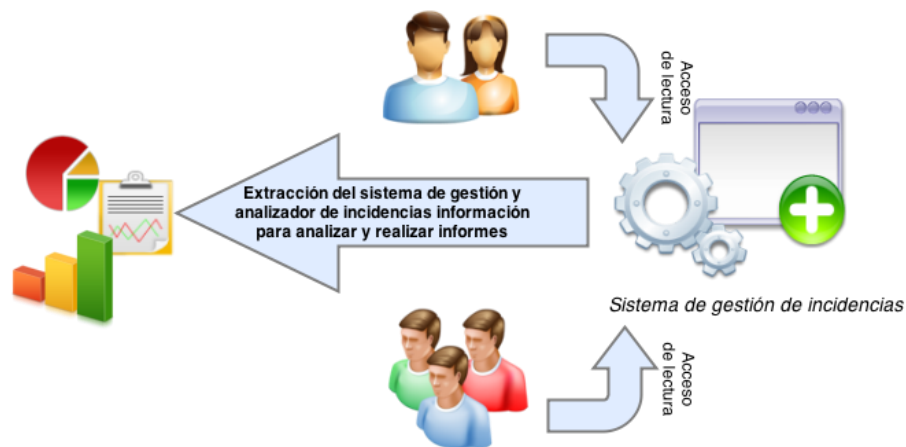 Acceso
de lectura
Extracción del sistema de gestión y
analizador de incidencias información
para analizar y realizar informes
Sistema de gestión de incidencias
Acceso
de lectura